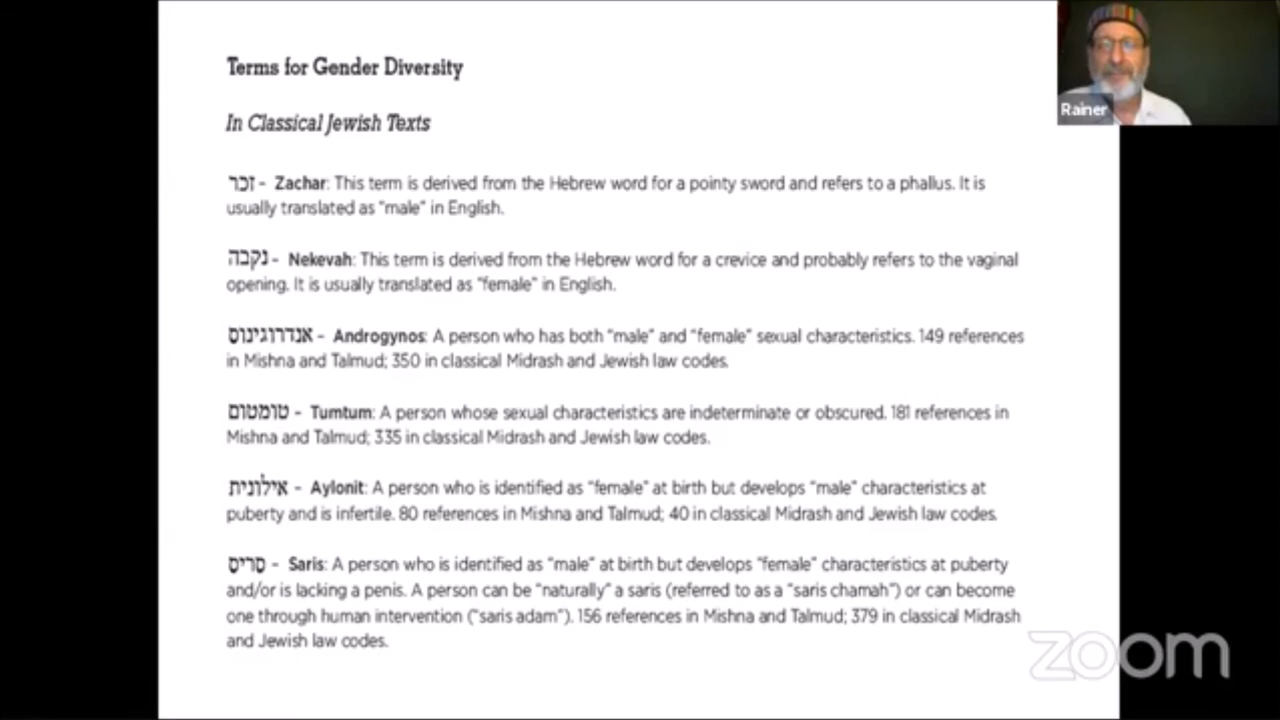 Terms for Gender Diversity
In Classical Jewish Texts
זכר - Zachar: This term is derived from the Hebrew word for a pointy sword and refers to a phallus. It is
usually translated as "male" in English.
נקבה - Nekevah: This term is derived from the Hebrew word for a crevice and probably refers to the vaginal
opening. It is usually translated as "female" in English.
אנדרוגינוס - Androgynos: A person who has both "male" and "female" sexual characteristics. 149 references
in Mishna and Talmud; 350 in classical Midrash and Jewish law codes.
טומטום - Tumtum: A person whose sexual characteristics are indeterminate or obscured. 181 references in
Mishna and Talmud; 335 in classical Midrash and Jewish law codes.
אילונית - Aylonit: A person who is identified as "female" at birth but develops "male" characteristics at
puberty and is infertile. 80 references in Mishna and Talmud; 40 in classical Midrash and Jewish law codes.
סריס - Saris: A person who is identified as "male" at birth but develops "female" characteristics at puberty
and/or is lacking a penis. A person can be "naturally" a saris (referred to as a "saris chamah") or can become
one through human intervention ("saris adam"). 156 references in Mishna and Talmud; 379 in classical Midrash
and Jewish law codes.
Rainer
zoom